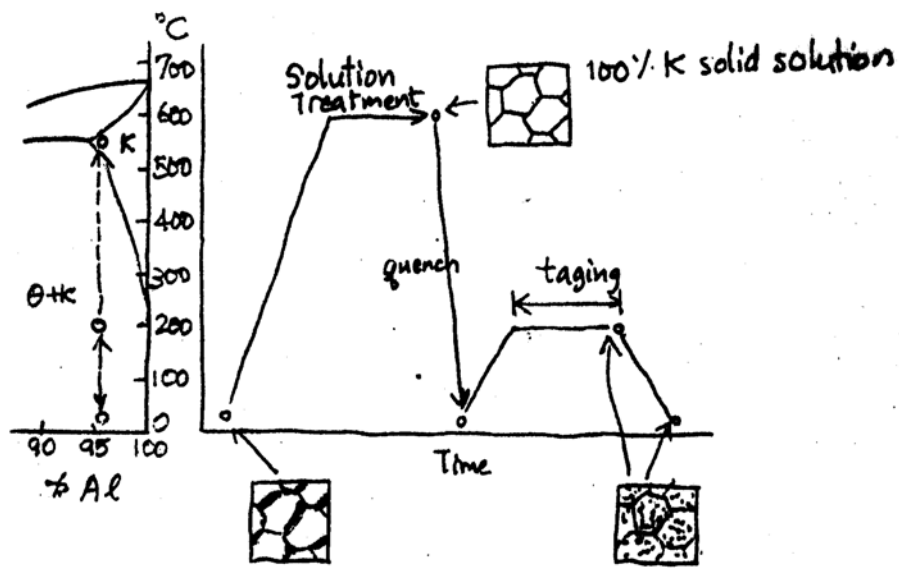 °C
700
600
500
400
300
200
100
0
K
θ+K
90 95 100
% Al
Solution
Treatment
100% K solid solution
quench
taging
Time